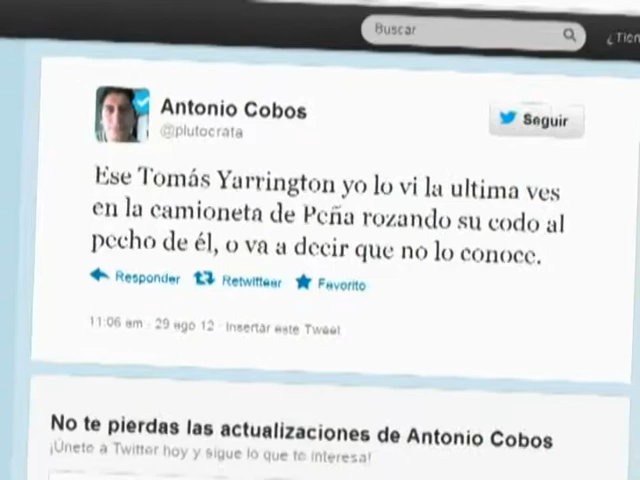 Buscar
¿Tien
Antonio Cobos
@plutocrata
Seguir
Ese Tomás Yarrington yo lo vi la ultima ves
en la camioneta de Peña rozando su codo al
pecho de él, o va a decir que no lo conoce.
Responder Retwittear Favorito
11:06 am · 29 ago 12 · Insertar este Tweet
No te pierdas las actualizaciones de Antonio Cobos
¡Únete a Twitter hoy y sigue lo que te interesa!